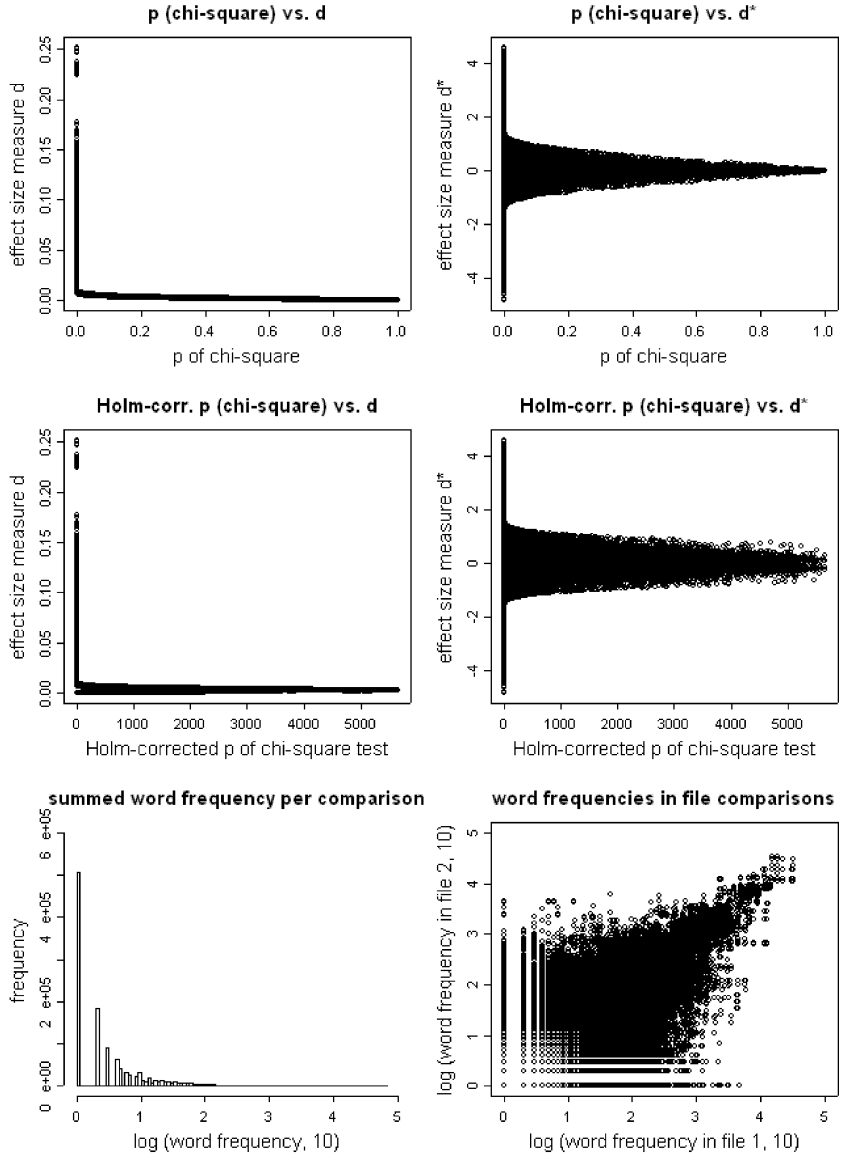 p (chi-square) vs. d
effect size measure d
0.25
0.20
0.15
0.10
0.05
0.00
0.0 0.2 0.4 0.6 0.8 1.0
p of chi-square
p (chi-square) vs. d*
effect size measure d*
4
2
0
-2
-4
0.0 0.2 0.4 0.6 0.8 1.0
p of chi-square
Holm-corr. p (chi-square) vs. d
effect size measure d
0.25
0.20
0.15
0.10
0.05
0.00
0 1000 2000 3000 4000 5000
Holm-corrected p of chi-square test
Holm-corr. p (chi-square) vs. d*
effect size measure d*
4
2
0
-2
-4
0 1000 2000 3000 4000 5000
Holm-corrected p of chi-square test
summed word frequency per comparison
frequency
6 e+05
4 e+05
2 e+05
0 e+00
0 1 2 3 4 5
log (word frequency, 10)
word frequencies in file comparisons
log (word frequency in file 2, 10)
5
4
3
2
1
0
0 1 2 3 4 5
log (word frequency in file 1, 10)